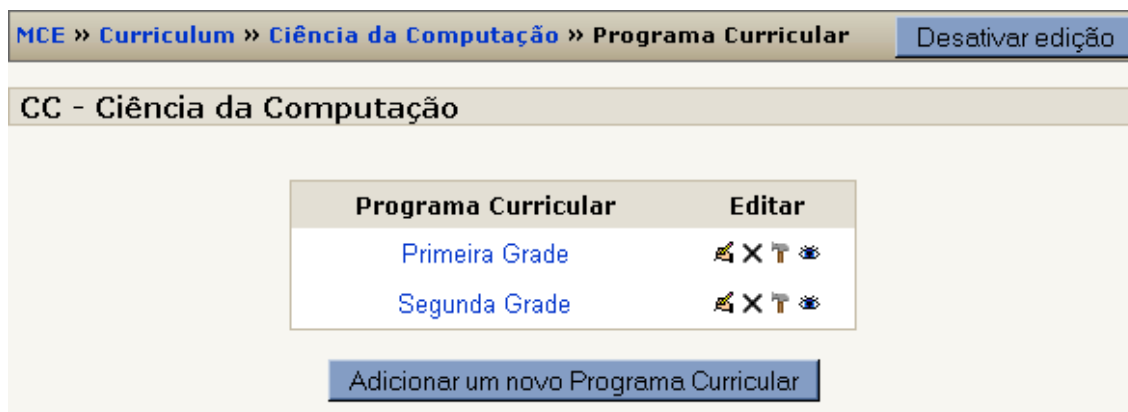 MCE » Curriculum » Ciência da Computação » Programa Curricular Desativar edição
CC - Ciência da Computação
Programa Curricular Editar
Primeira Grade
Segunda Grade
Adicionar um novo Programa Curricular